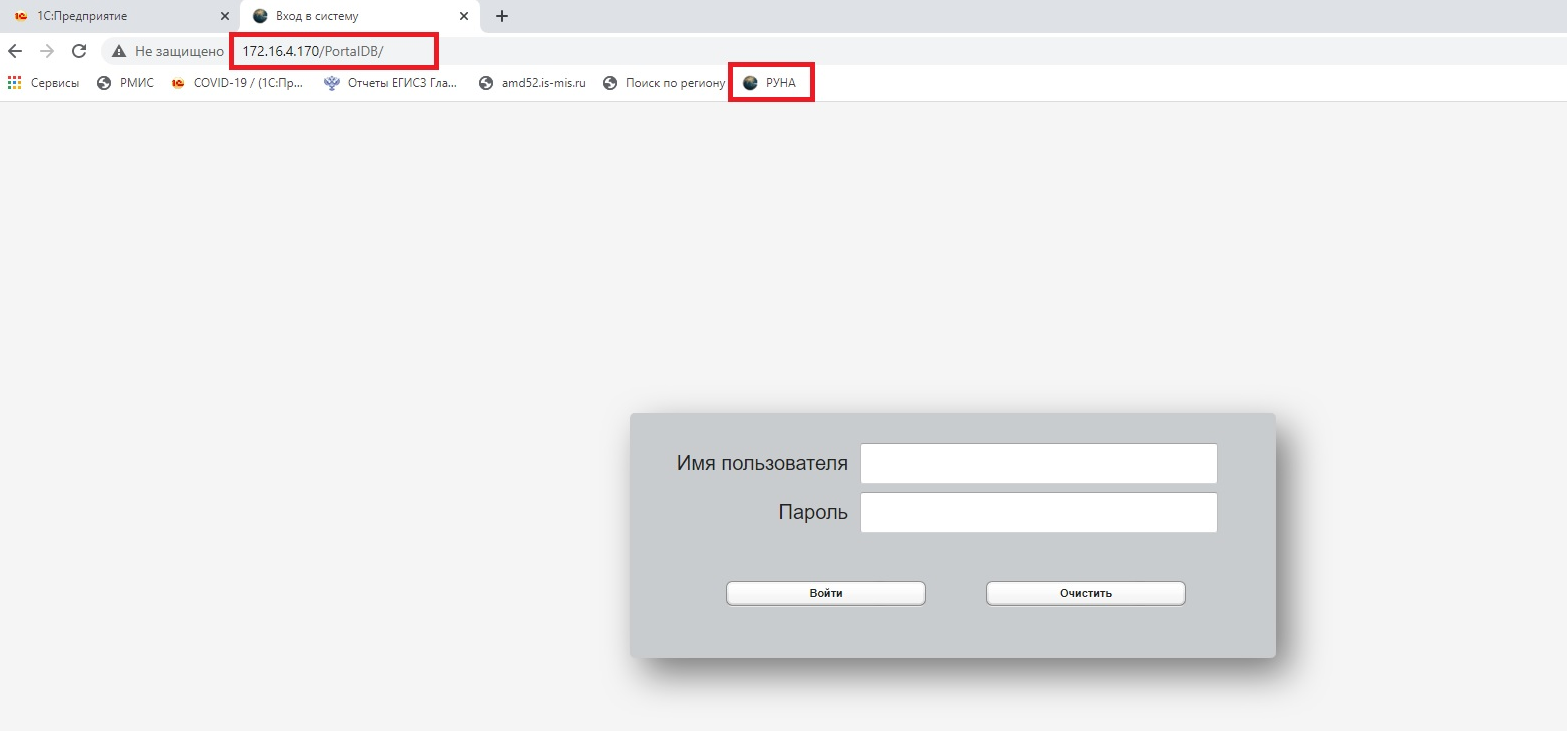 1С:Предприятие
Вход в систему
Не защищено 172.16.4.170/PortalDB/
Сервисы РМИС COVID-19 / (1С:Пр... Отчеты ЕГИСЗ Гла... amd52.is-mis.ru Поиск по региону РУНА
Имя пользователя
Пароль
Войти Очистить